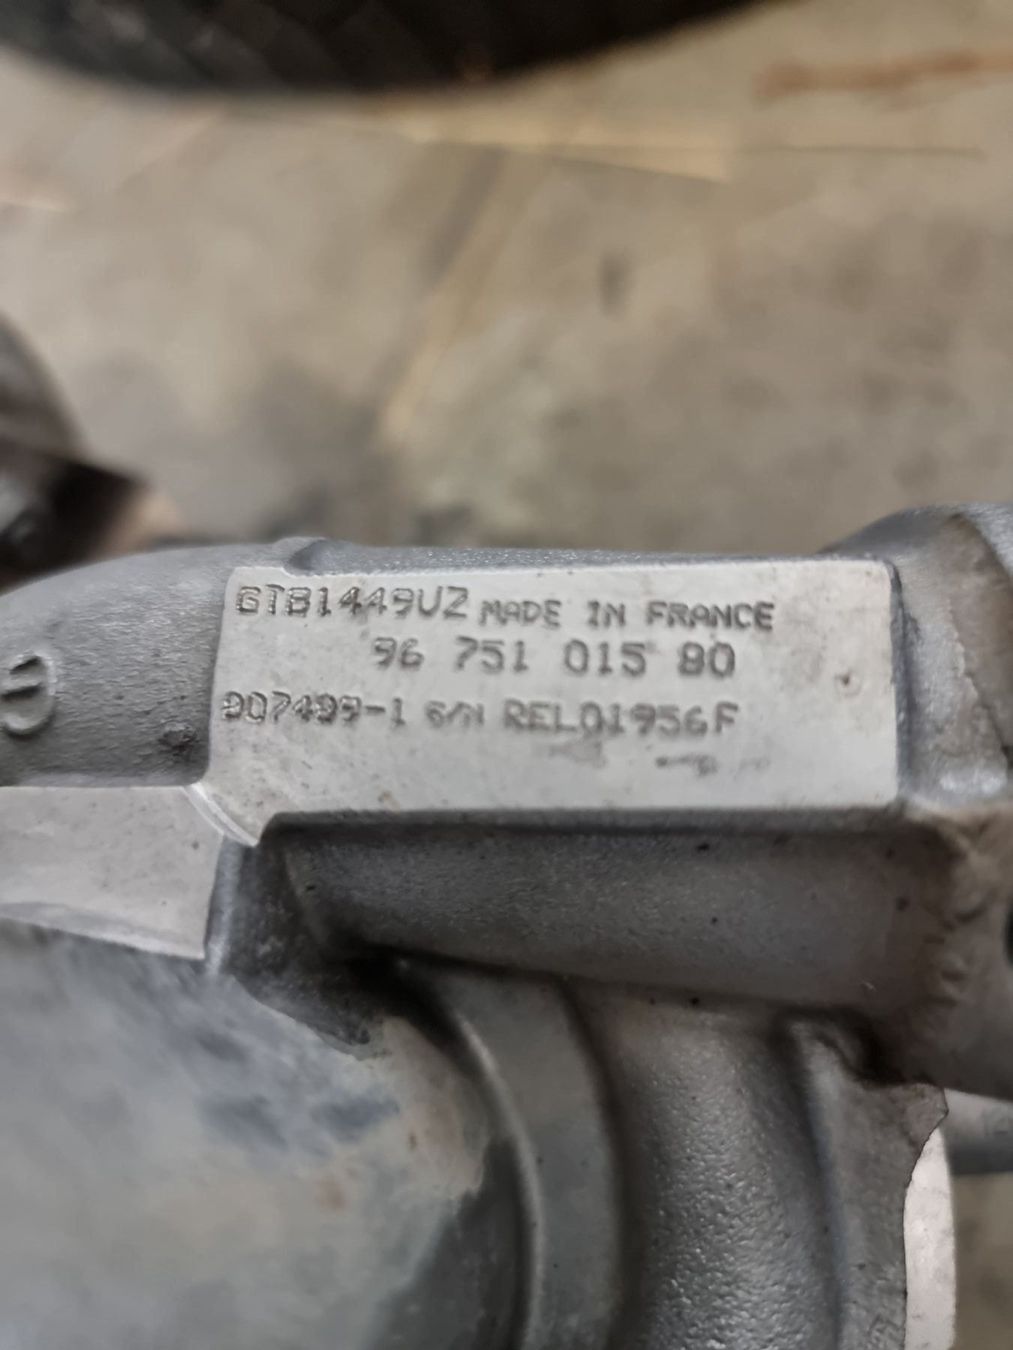 GTB1449VZ MADE IN FRANCE
96 751 015 80
907499-1 S/N REL01956F